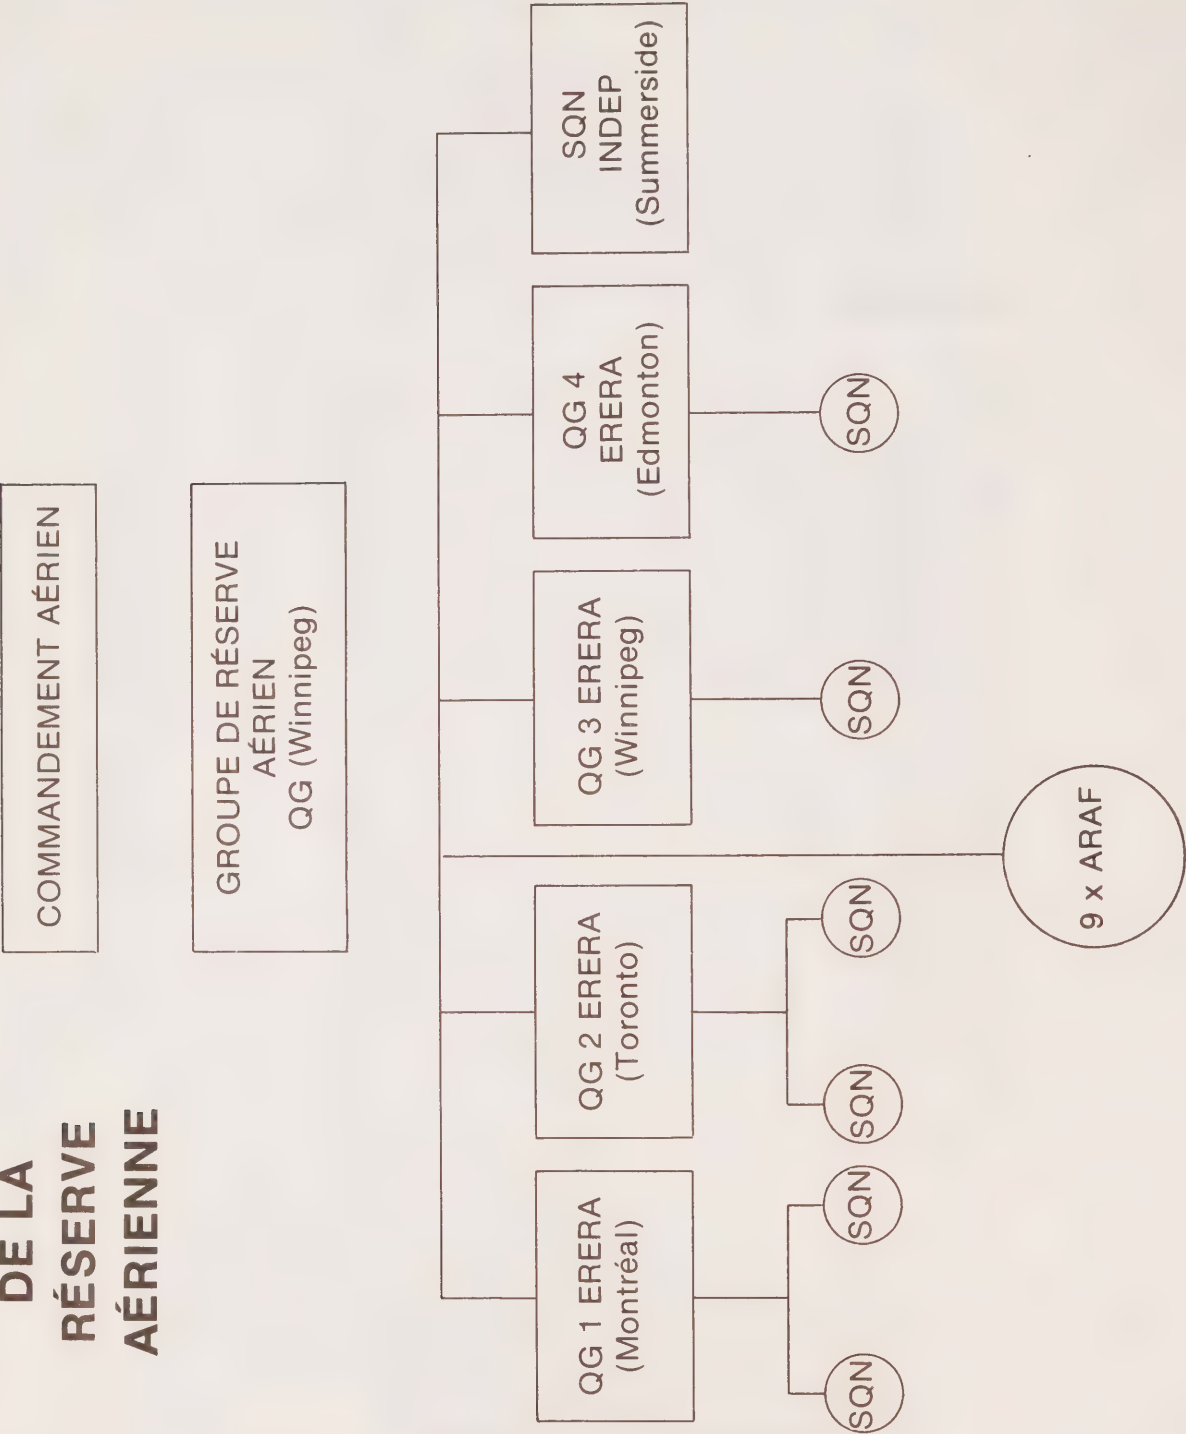 DE LA
RÉSERVE
AÉRIENNE
COMMANDEMENT AÉRIEN
GROUPE DE RÉSERVE
AÉRIEN
QG (Winnipeg)
QG 1 ERERA
(Montréal)
QG 2 ERERA
(Toronto)
QG 3 ERERA
(Winnipeg)
QG 4
ERERA
(Edmonton)
SQN
INDEP
(Summerside)
SQN
SQN
SQN
SQN
SQN
SQN
9 x ARAF